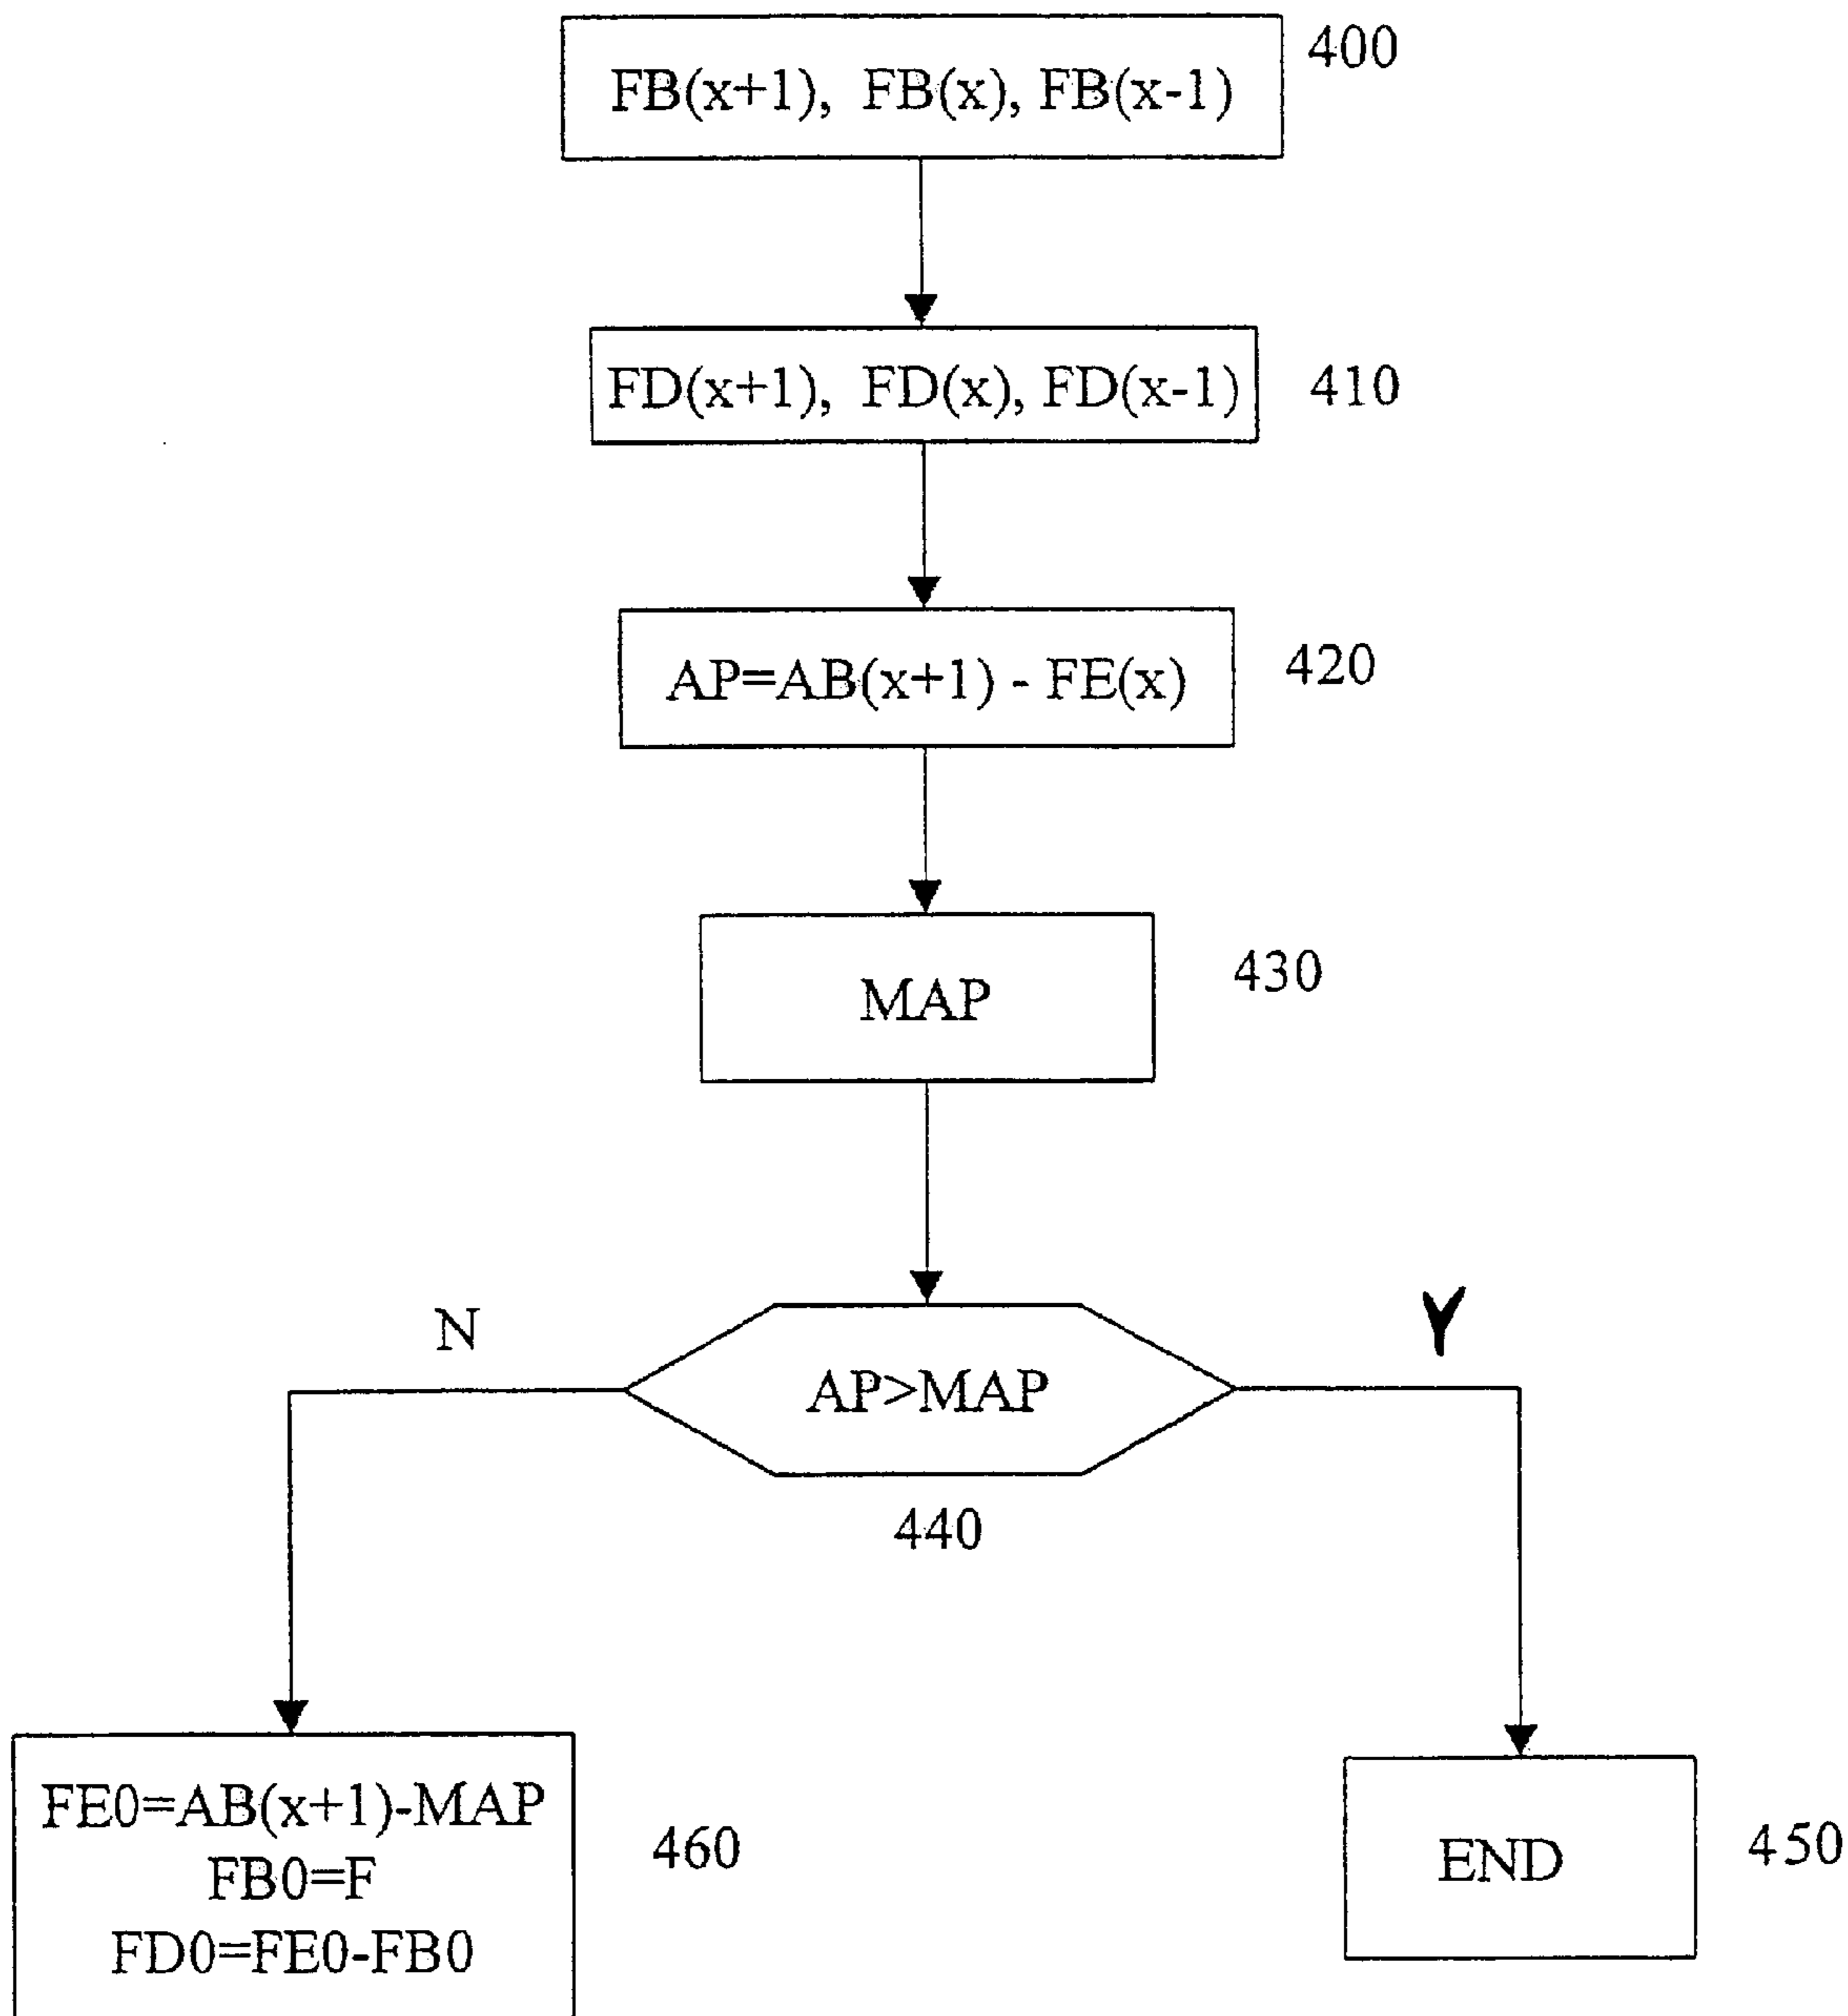 400
FB(x+1), FB(x), FB(x-1)
FD(x+1), FD(x), FD(x-1)
410
AP=AB(x+1) - FE(x)
420
MAP
430
N
Y
AP>MAP
440
FE0=AB(x+1)-MAP
FB0=F
FD0=FE0-FB0
460
END
450